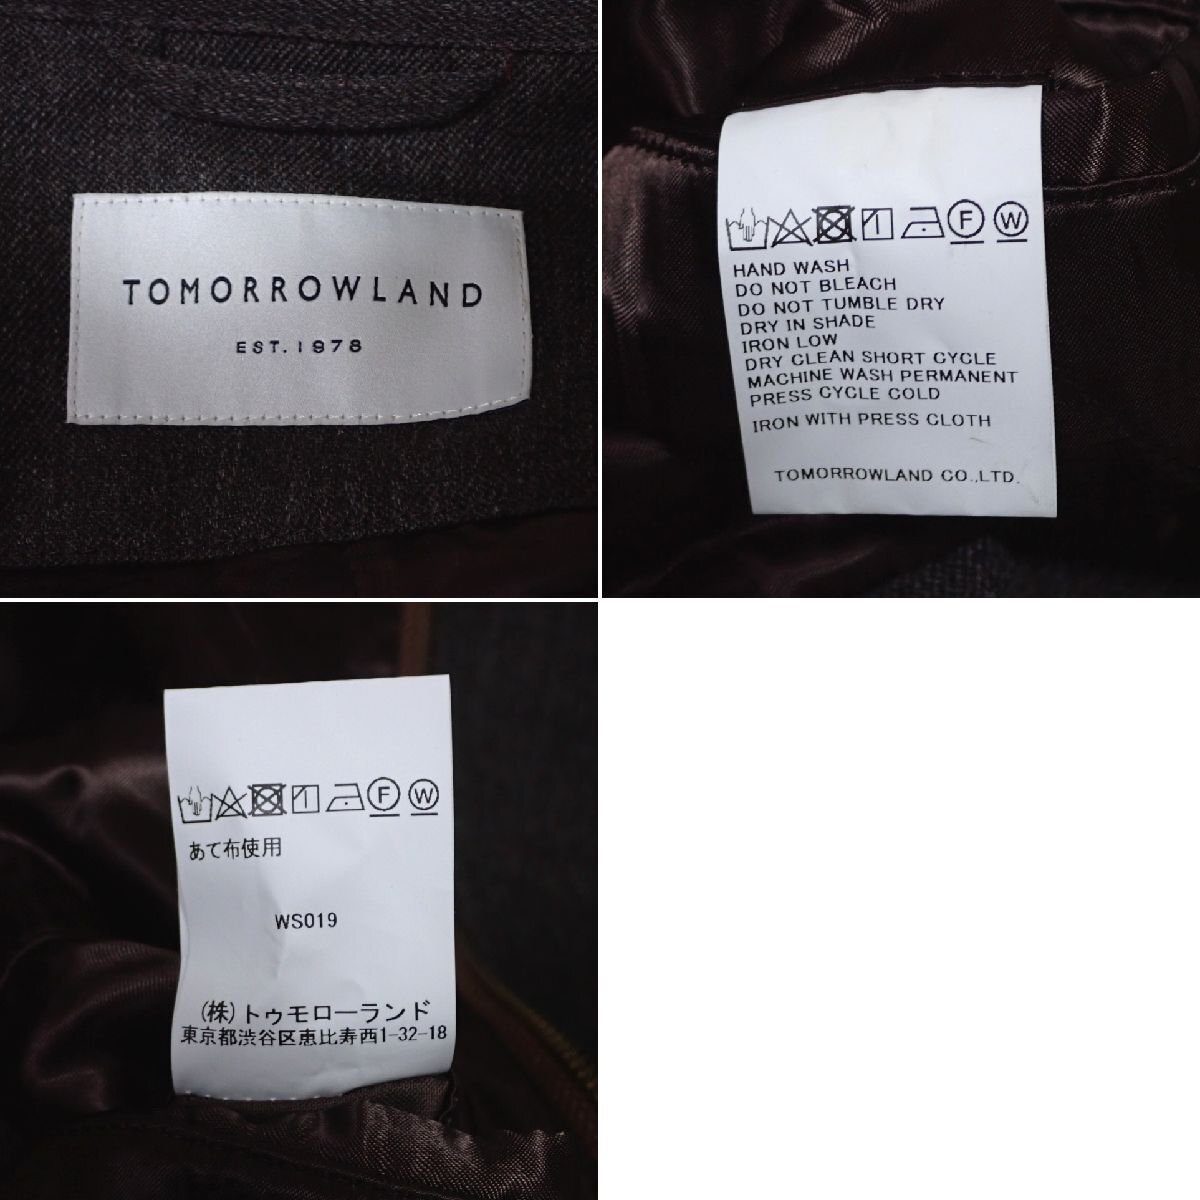 TOMORROWLAND
EST. 1978
F W
HAND WASH
DO NOT BLEACH
DO NOT TUMBLE DRY
DRY IN SHADE
IRON LOW
DRY CLEAN SHORT CYCLE
MACHINE WASH PERMANENT
PRESS CYCLE COLD
IRON WITH PRESS CLOTH
TOMORROWLAND CO.,LTD.
F W
あて布使用
WS019
(株)トゥモローランド
東京都渋谷区恵比寿西1-32-18